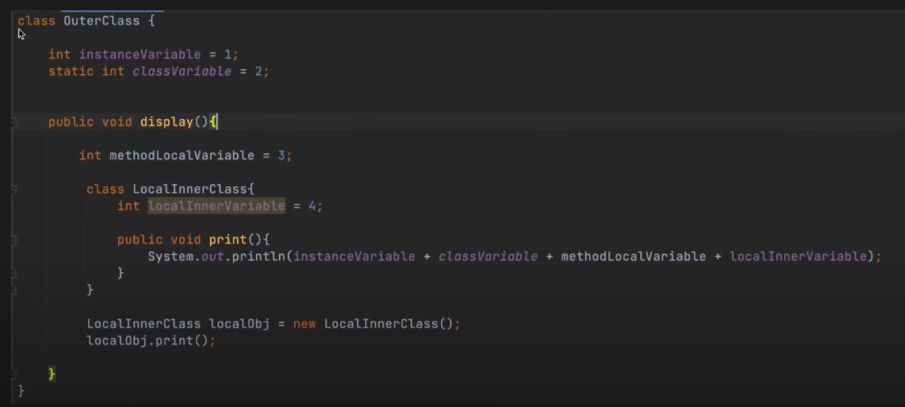 class OuterClass {
    int instanceVariable = 1;
    static int classVariable = 2;
    public void display(){
        int methodLocalVariable = 3;
         class LocalInnerClass{
             int localInnerVariable = 4;
             public void print(){
                 System.out.println(instanceVariable + classVariable + methodLocalVariable + localInnerVariable);
             }
         }
         LocalInnerClass localObj = new LocalInnerClass();
         localObj.print();
    }
}